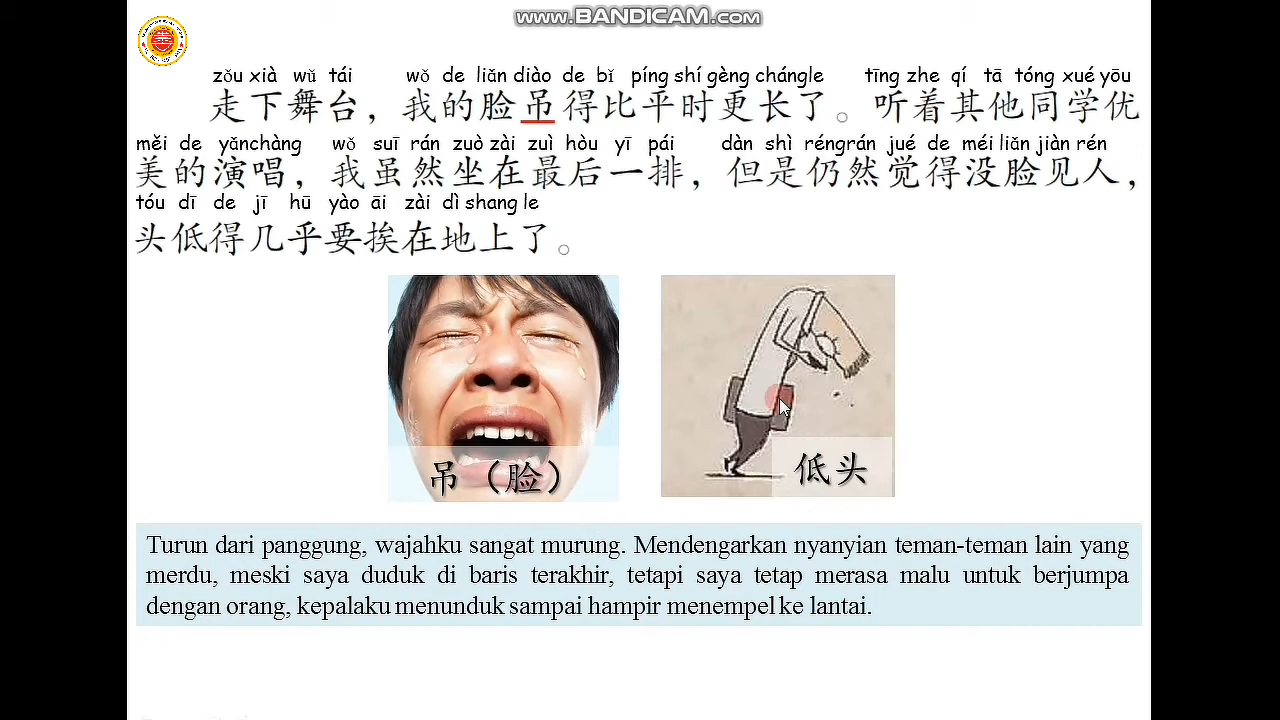 www.BANDICAM.com
zǒu xià wǔ tái wǒ de liǎn diào de bǐ píng shí gèng chángle tīng zhe qí tā tóng xué yōu
走下舞台，我的脸吊得比平时更长了。听着其他同学优
měi de yǎnchàng wǒ suī rán zuò zài zuì hòu yī pái dàn shì réngrán jué de méi liǎn jiàn rén
美的演唱，我虽然坐在最后一排，但是仍然觉得没脸见人，
tóu dī de jī hū yào āi zài dì shang le
头低得几乎要挨在地上了。
吊（脸）
低头
Turun dari panggung, wajahku sangat murung. Mendengarkan nyanyian teman-teman lain yang
merdu, meski saya duduk di baris terakhir, tetapi saya tetap merasa malu untuk berjumpa
dengan orang, kepalaku menunduk sampai hampir menempel ke lantai.